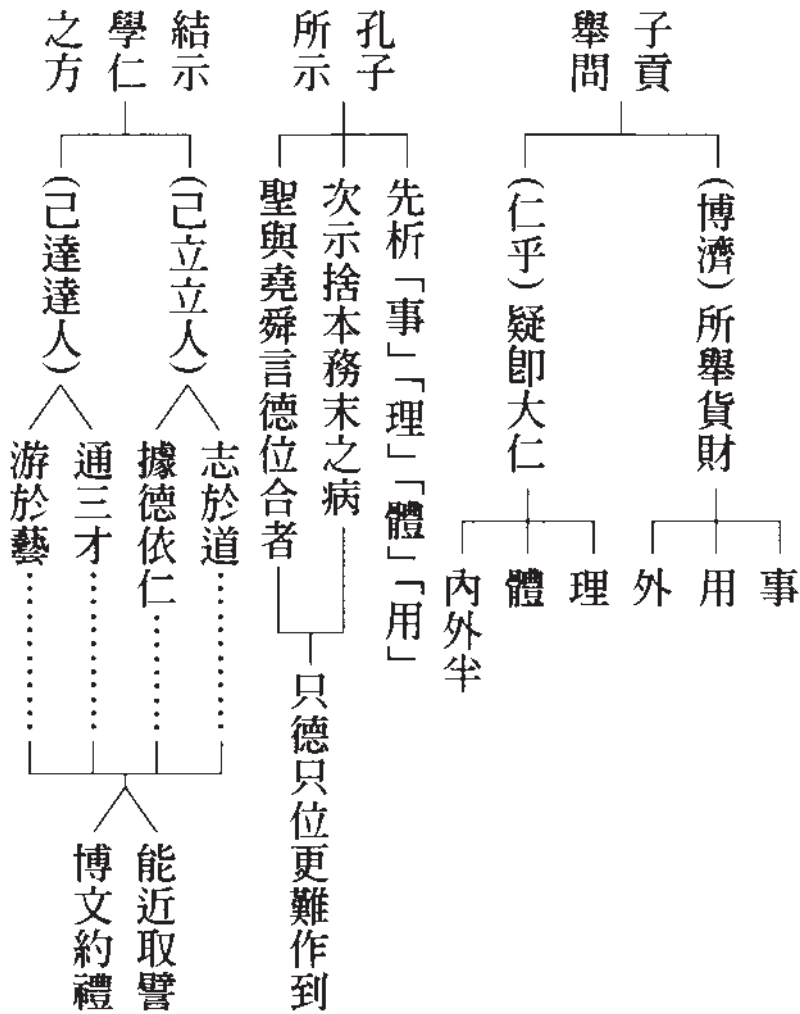 子貢
舉問
（博濟）所舉貨財
事
用
外
（仁乎）疑即大仁
理
體
內外半
孔子
所示
先析「事」「理」「體」「用」
次示捨本務末之病
聖與堯舜言德位合者
只德只位更難作到
結示
學仁
之方
（己立立人）
志於道
據德依仁
（己達達人）
通三才
游於藝
能近取譬
博文約禮